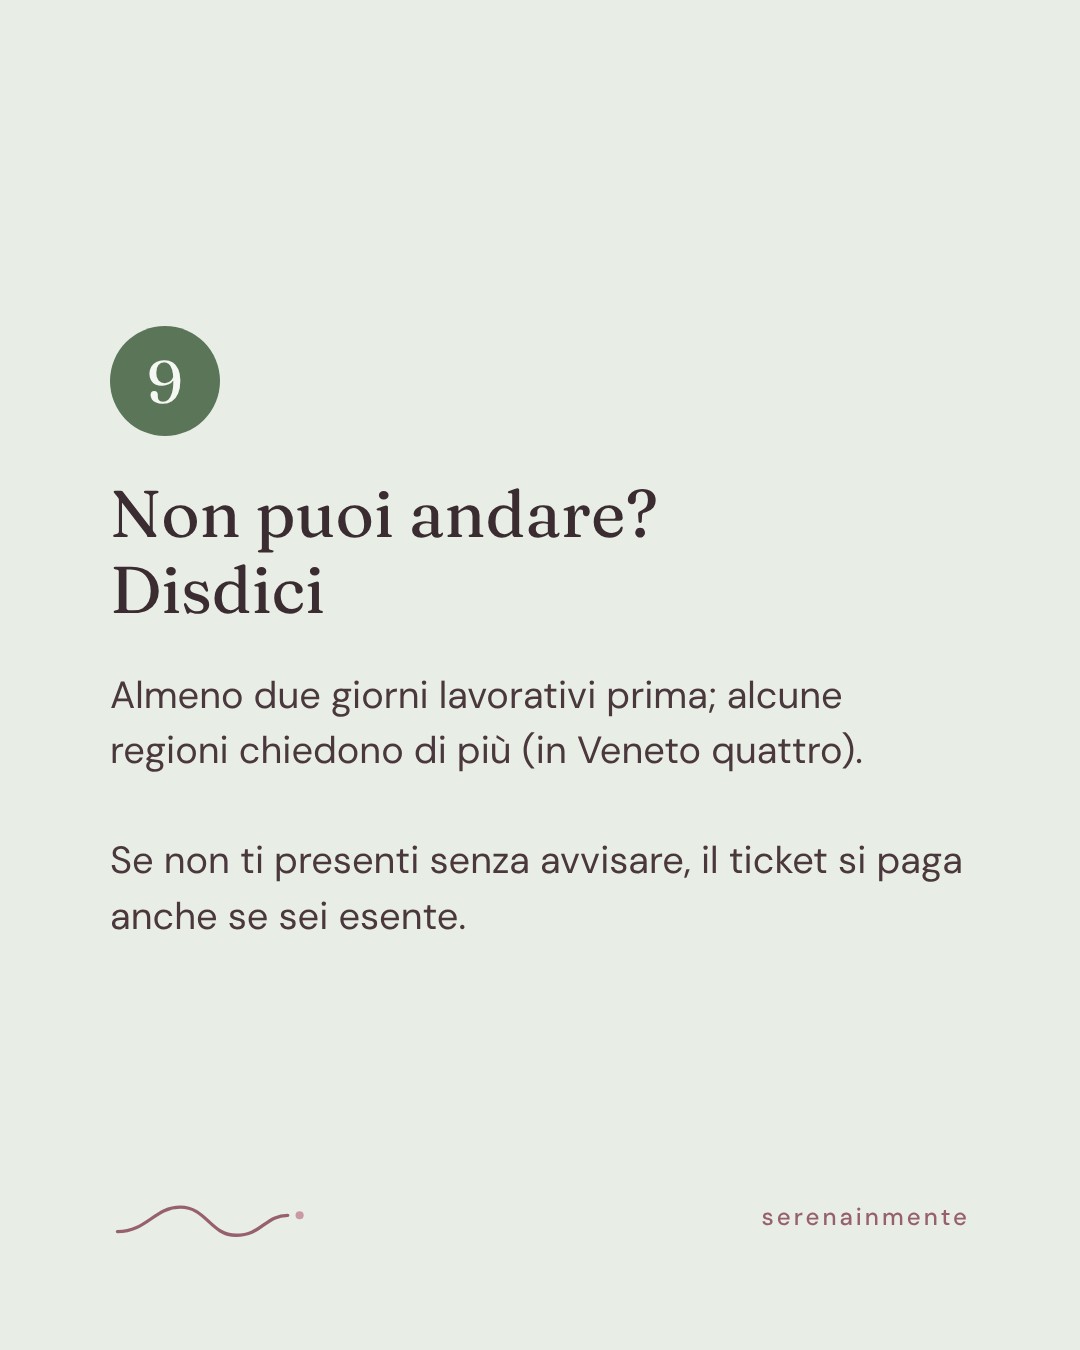 9
Non puoi andare?
Disdici
Almeno due giorni lavorativi prima; alcune
regioni chiedono di più (in Veneto quattro).
Se non ti presenti senza avvisare, il ticket si paga
anche se sei esente.
serenainmente